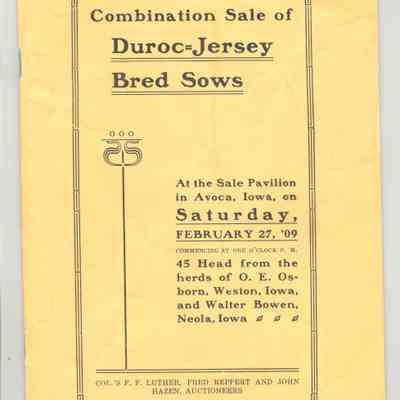 Combination Sale of
Duroc=Jersey
Bred Sows
At the Sale Pavilion
in Avoca, Iowa, on
Saturday,
FEBRUARY 27, '09
COMMENCING AT ONE O'CLOCK P. M.
45 Head from the
herds of O. E. Os-
born, Weston, Iowa,
and Walter Bowen,
Neola, Iowa
COL.'S F. F. LUTHER, FRED REPPERT AND JOHN
HAZEN, AUCTIONEERS